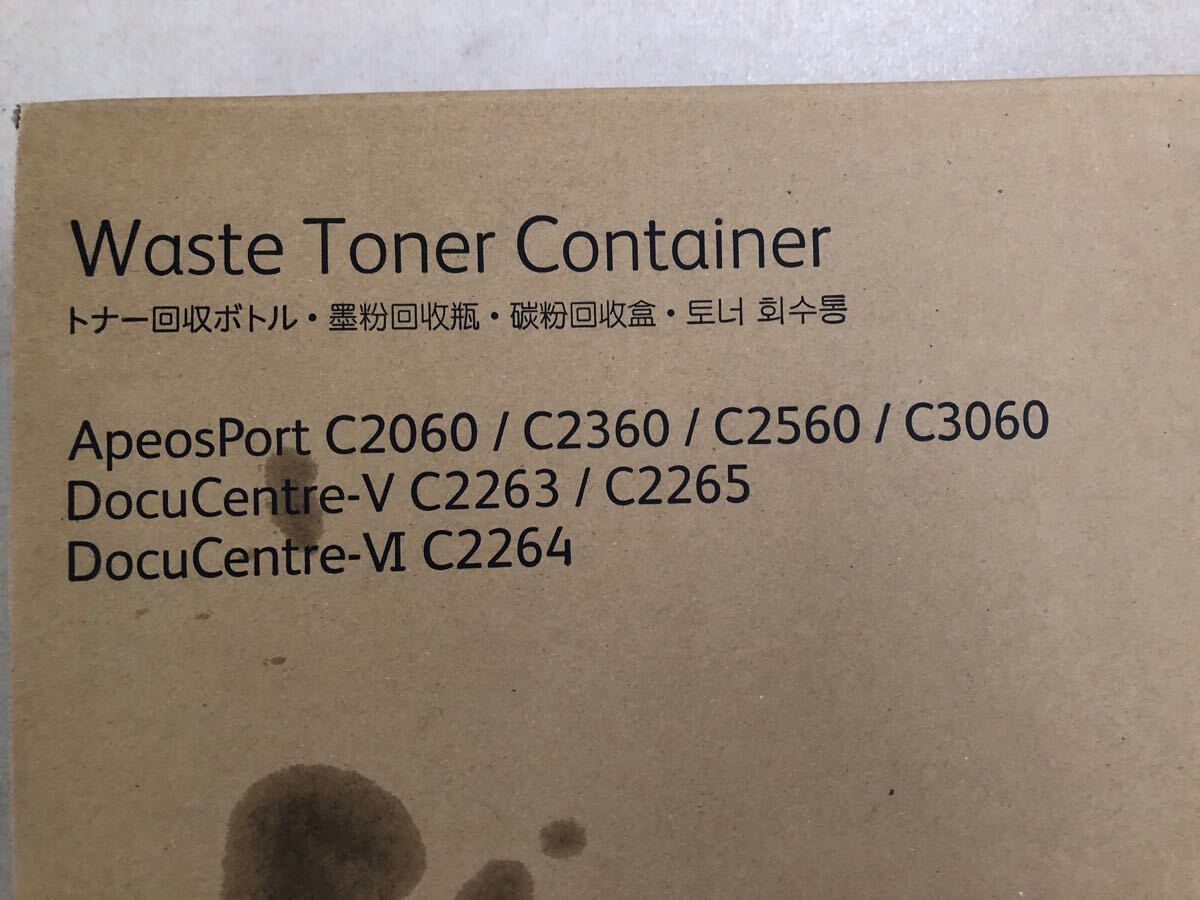 Waste Toner Container
トナー回収ボトル・墨粉回收瓶・碳粉回收盒・토너 회수통
ApeosPort C2060 / C2360 / C2560 / C3060
DocuCentre-V C2263 / C2265
DocuCentre-VI C2264